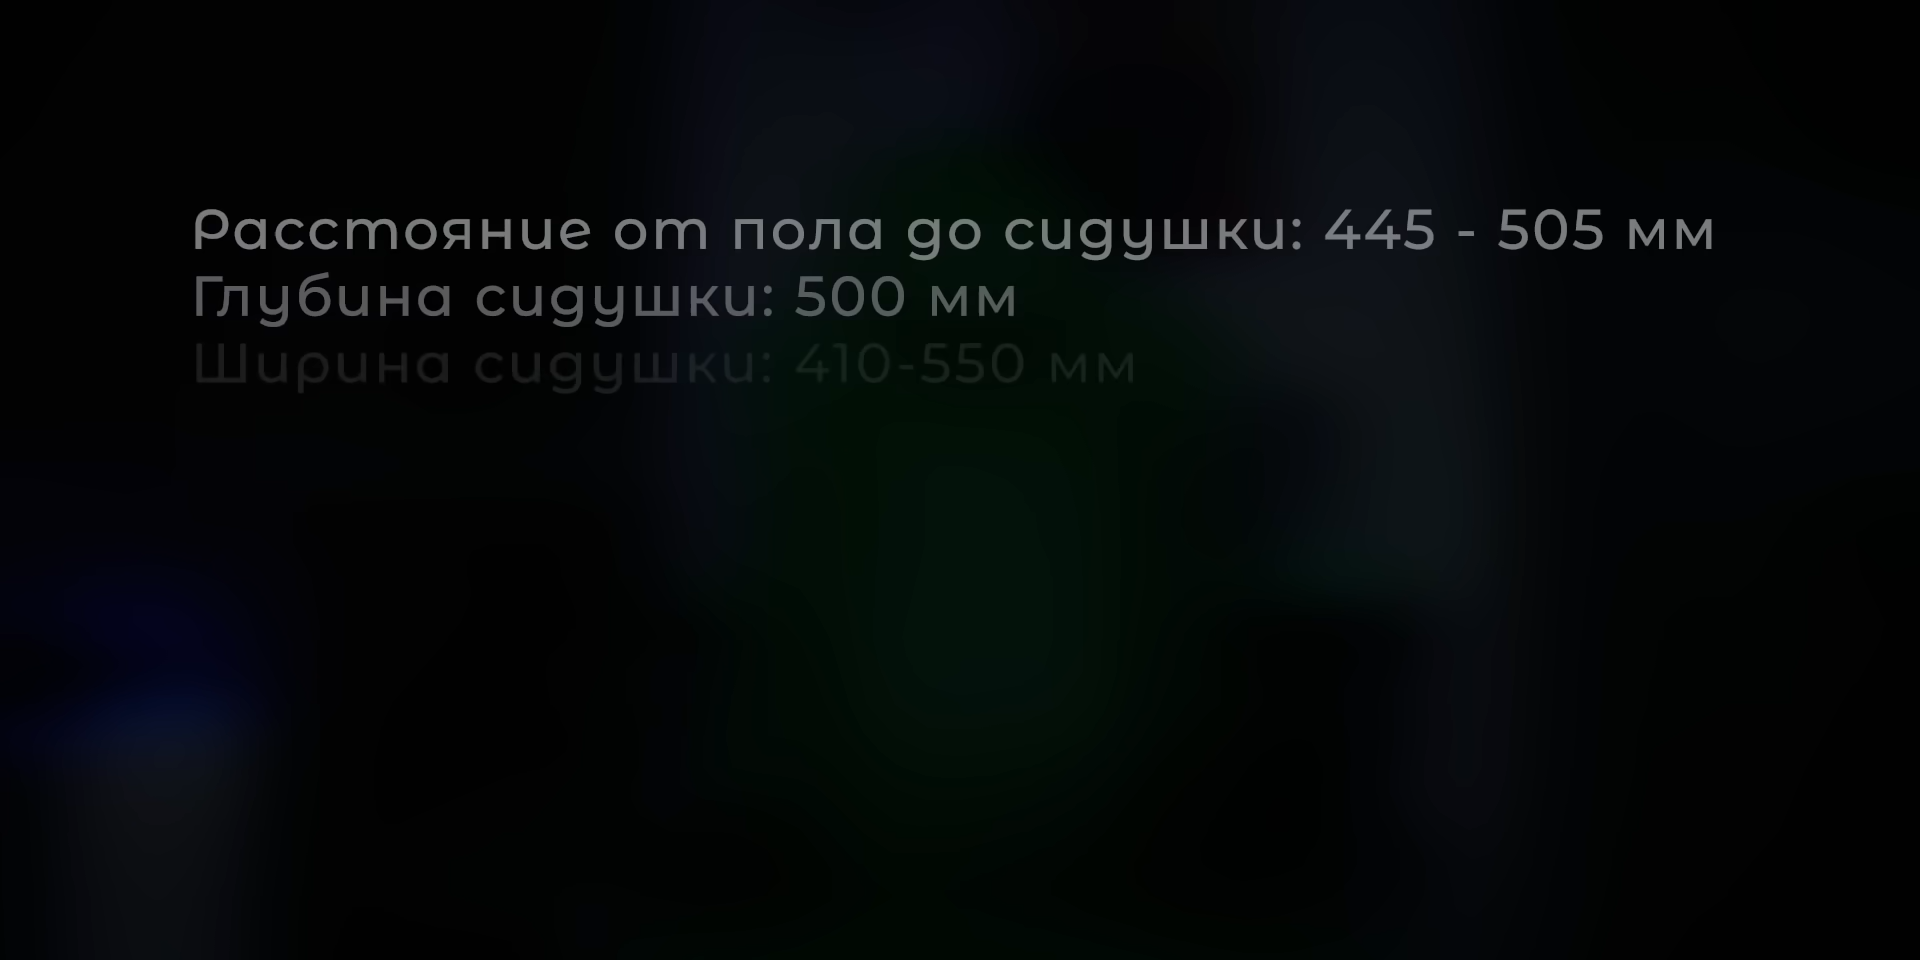 Расстояние от пола до сидушки: 445 - 505 мм
Глубина сидушки: 500 мм
Ширина сидушки: 410-550 мм